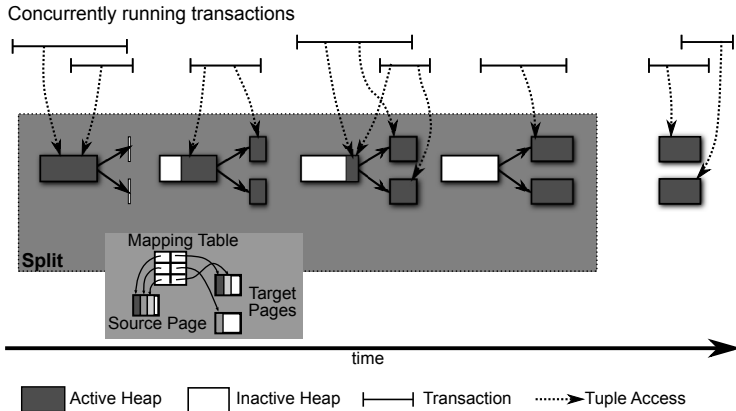 Concurrently running transactions
Split
Mapping Table
Source Page
Target
Pages
time
Active Heap
Inactive Heap
Transaction
Tuple Access